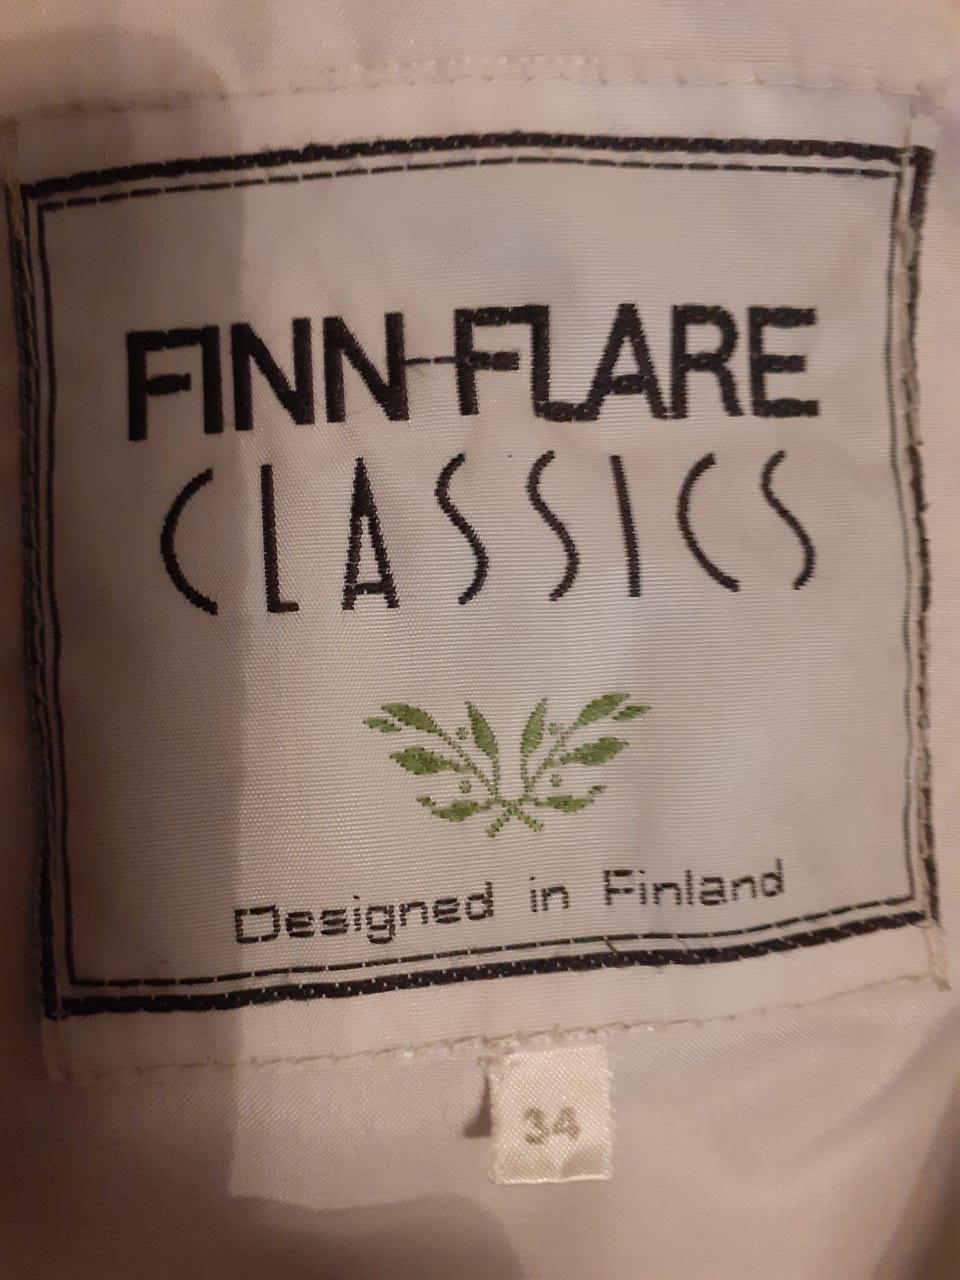 FINN-FLARE
CLASSICS
Designed in Finland
34